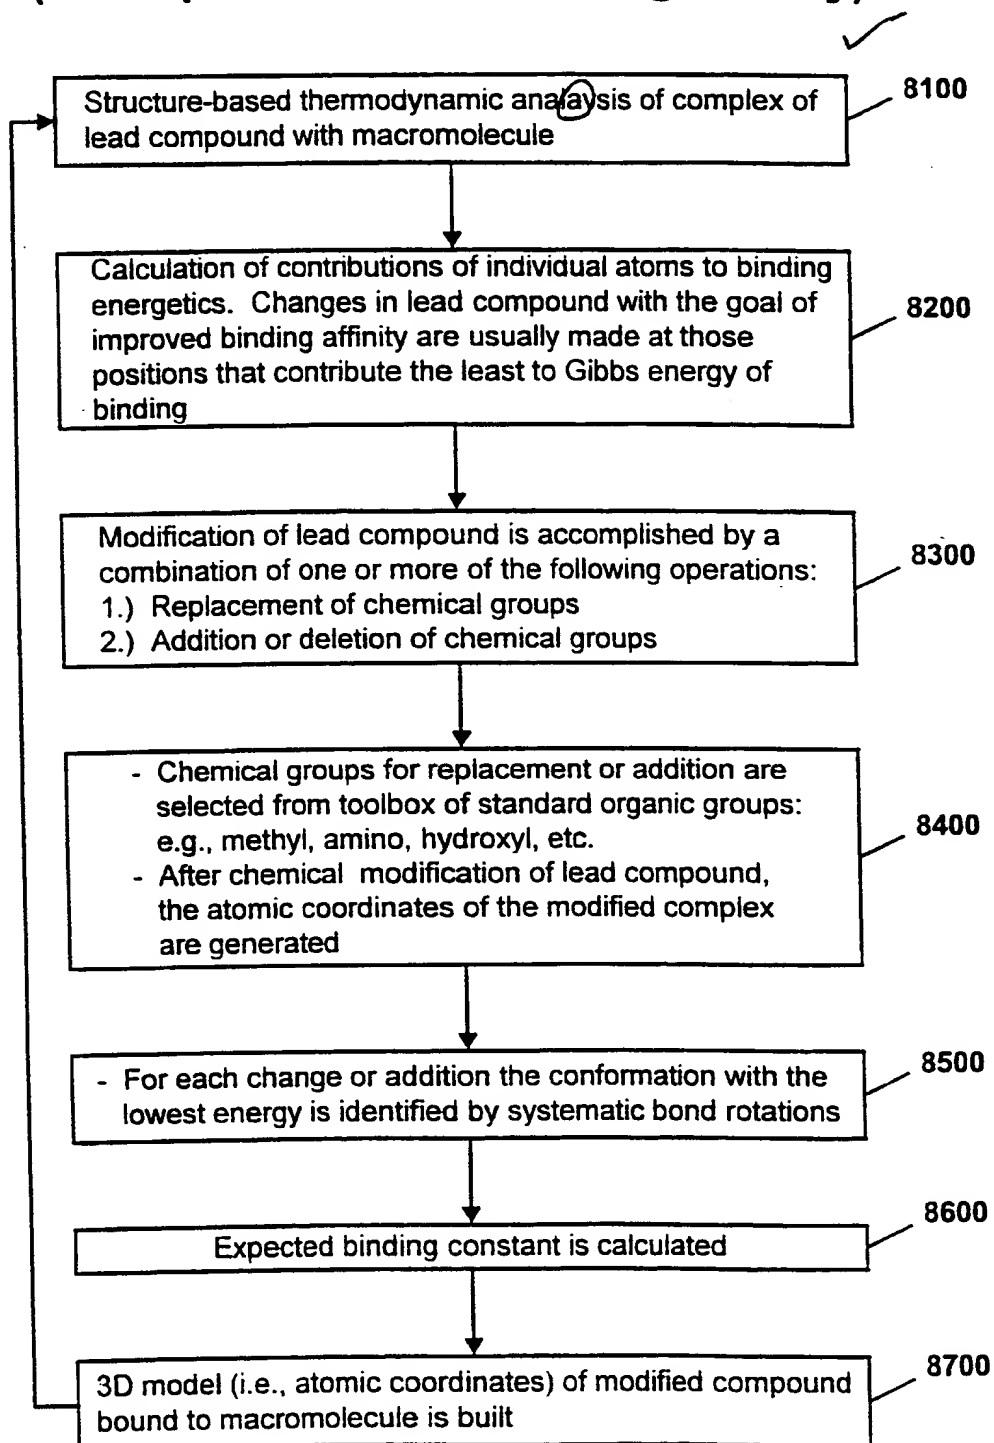 Structure-based thermodynamic analaysis of complex of
lead compound with macromolecule
8100
Calculation of contributions of individual atoms to binding
energetics. Changes in lead compound with the goal of
improved binding affinity are usually made at those
positions that contribute the least to Gibbs energy of
binding
8200
Modification of lead compound is accomplished by a
combination of one or more of the following operations:
1.) Replacement of chemical groups
2.) Addition or deletion of chemical groups
8300
- Chemical groups for replacement or addition are
selected from toolbox of standard organic groups:
e.g., methyl, amino, hydroxyl, etc.
- After chemical modification of lead compound,
the atomic coordinates of the modified complex
are generated
8400
- For each change or addition the conformation with the
lowest energy is identified by systematic bond rotations
8500
Expected binding constant is calculated
8600
3D model (i.e., atomic coordinates) of modified compound
bound to macromolecule is built
8700